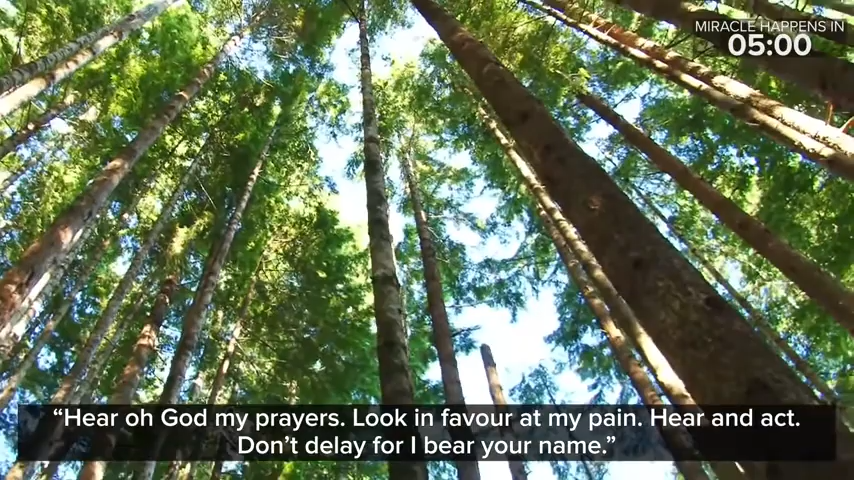 MIRACLE HAPPENS IN
05:00
“Hear oh God my prayers. Look in favour at my pain. Hear and act.
Don’t delay for I bear your name.”